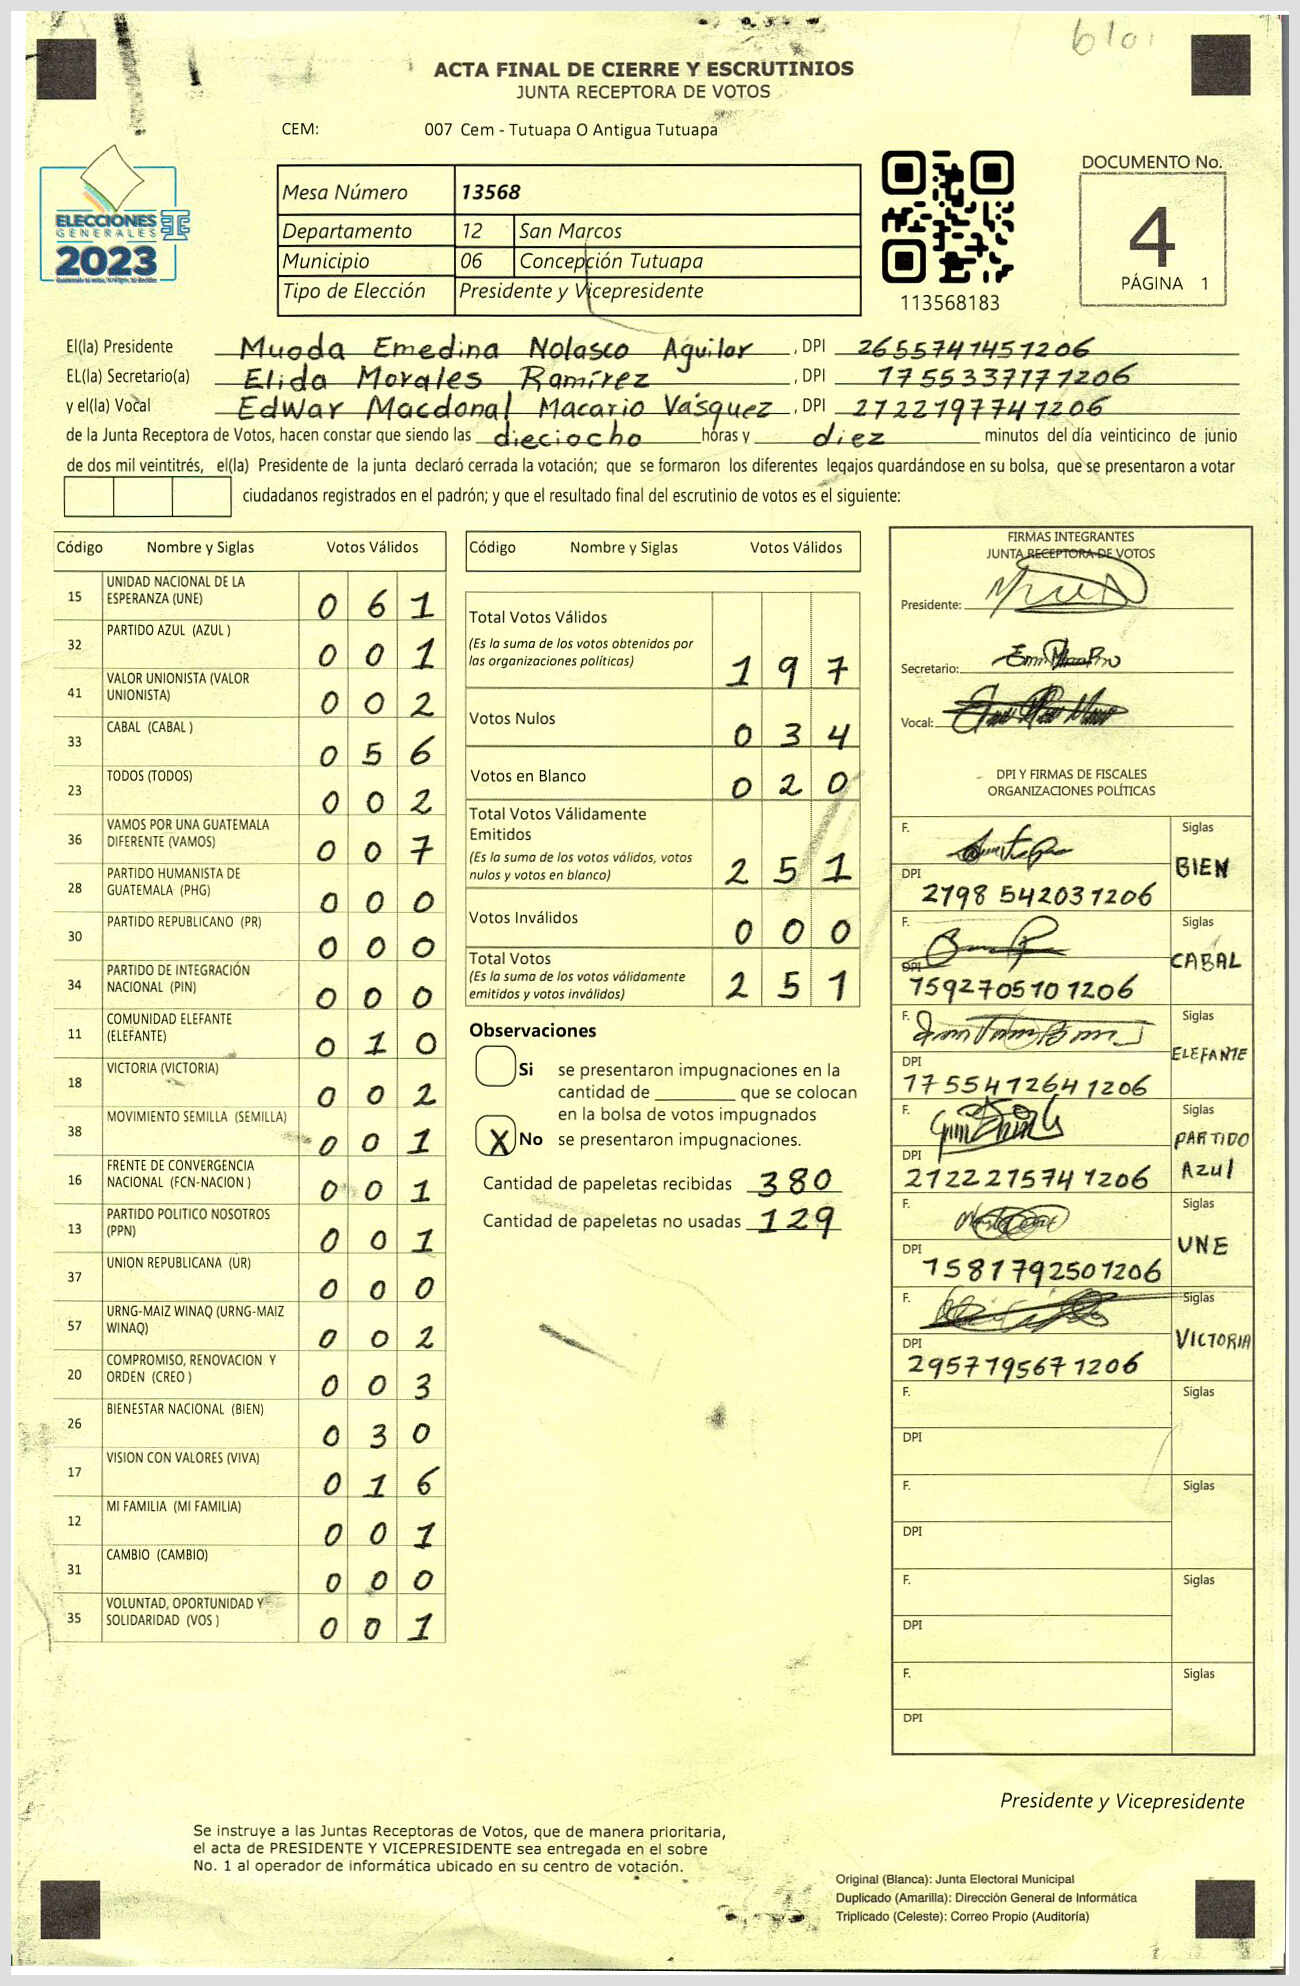 6101
ACTA FINAL DE CIERRE Y ESCRUTINIOS
JUNTA RECEPTORA DE VOTOS
CEM: 007 Cem - Tutuapa O Antigua Tutuapa
ELECCIONES
GENERALES
2023
Mesa Número 13568
Departamento 12 San Marcos
Municipio 06 Concepción Tutuapa
Tipo de Elección Presidente y Vicepresidente
113568183
DOCUMENTO No.
4
PÁGINA 1
El(la) Presidente Muoda Emedina Nolasco Aguilar, DPI 2655741451206
EL(la) Secretario(a) Elida Morales Ramírez, DPI 1755337171206
y el(la) Vocal Edwar Macdonal Macario Vásquez, DPI 2722197741206
de la Junta Receptora de Votos, hacen constar que siendo las dieciocho horas y diez minutos del día veinticinco de junio
de dos mil veintitrés, el(la) Presidente de la junta declaró cerrada la votación; que se formaron los diferentes legajos quardándose en su bolsa, que se presentaron a votar
ciudadanos registrados en el padrón; y que el resultado final del escrutinio de votos es el siguiente:
Código Nombre y Siglas Votos Válidos
15 UNIDAD NACIONAL DE LA
ESPERANZA (UNE) 0 6 1
32 PARTIDO AZUL (AZUL ) 0 0 1
41 VALOR UNIONISTA (VALOR
UNIONISTA) 0 0 2
33 CABAL (CABAL ) 0 5 6
23 TODOS (TODOS) 0 0 2
36 VAMOS POR UNA GUATEMALA
DIFERENTE (VAMOS) 0 0 7
28 PARTIDO HUMANISTA DE
GUATEMALA (PHG) 0 0 0
30 PARTIDO REPUBLICANO (PR) 0 0 0
34 PARTIDO DE INTEGRACIÓN
NACIONAL (PIN) 0 0 0
11 COMUNIDAD ELEFANTE
(ELEFANTE) 0 1 0
18 VICTORIA (VICTORIA) 0 0 2
38 MOVIMIENTO SEMILLA (SEMILLA) 0 0 1
16 FRENTE DE CONVERGENCIA
NACIONAL (FCN-NACION ) 0 0 1
13 PARTIDO POLITICO NOSOTROS
(PPN) 0 0 1
37 UNION REPUBLICANA (UR) 0 0 0
57 URNG-MAIZ WINAQ (URNG-MAIZ
WINAQ) 0 0 2
20 COMPROMISO, RENOVACION Y
ORDEN (CREO ) 0 0 3
26 BIENESTAR NACIONAL (BIEN) 0 3 0
17 VISION CON VALORES (VIVA) 0 1 6
12 MI FAMILIA (MI FAMILIA) 0 0 1
31 CAMBIO (CAMBIO) 0 0 0
35 VOLUNTAD, OPORTUNIDAD Y
SOLIDARIDAD (VOS ) 0 0 1
Código Nombre y Siglas Votos Válidos
Total Votos Válidos
(Es la suma de los votos obtenidos por
las organizaciones políticas) 1 9 7
Votos Nulos 0 3 4
Votos en Blanco 0 2 0
Total Votos Válidamente
Emitidos
(Es la suma de los votos válidos, votos
nulos y votos en blanco) 2 5 1
Votos Inválidos 0 0 0
Total Votos
(Es la suma de los votos válidamente
emitidos y votos inválidos) 2 5 1
Observaciones
Si se presentaron impugnaciones en la
cantidad de ________ que se colocan
en la bolsa de votos impugnados
X No se presentaron impugnaciones.
Cantidad de papeletas recibidas 380
Cantidad de papeletas no usadas 129
FIRMAS INTEGRANTES
JUNTA RECEPTORA DE VOTOS
Presidente:
Secretario:
Vocal:
DPI Y FIRMAS DE FISCALES
ORGANIZACIONES POLÍTICAS
F. Siglas
BIEN
DPI
2798 542031206
F. Siglas
CABAL
DPI
1592705101206
F. Siglas
ELEFANTE
DPI
1755412641206
F. Siglas
PARTIDO
AZUl
DPI
2122215741206
F. Siglas
UNE
DPI
1581792501206
F. Siglas
VICTORIA
DPI
2957195671206
F. Siglas
DPI
F. Siglas
DPI
F. Siglas
DPI
F. Siglas
DPI
Presidente y Vicepresidente
Se instruye a las Juntas Receptoras de Votos, que de manera prioritaria,
el acta de PRESIDENTE Y VICEPRESIDENTE sea entregada en el sobre
No. 1 al operador de informática ubicado en su centro de votación.
Original (Blanca): Junta Electoral Municipal
Duplicado (Amarilla): Dirección General de Informática
Triplicado (Celeste): Correo Propio (Auditoría)